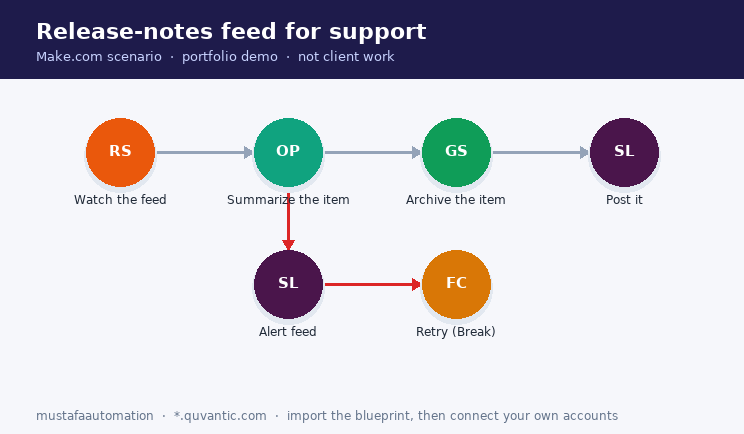 Release-notes feed for support
Make.com scenario · portfolio demo · not client work
RS
OP
GS
SL
Watch the feed
Summarize the item
Archive the item
Post it
SL
FC
Alert feed
Retry (Break)
mustafaautomation · *.quvantic.com · import the blueprint, then connect your own accounts